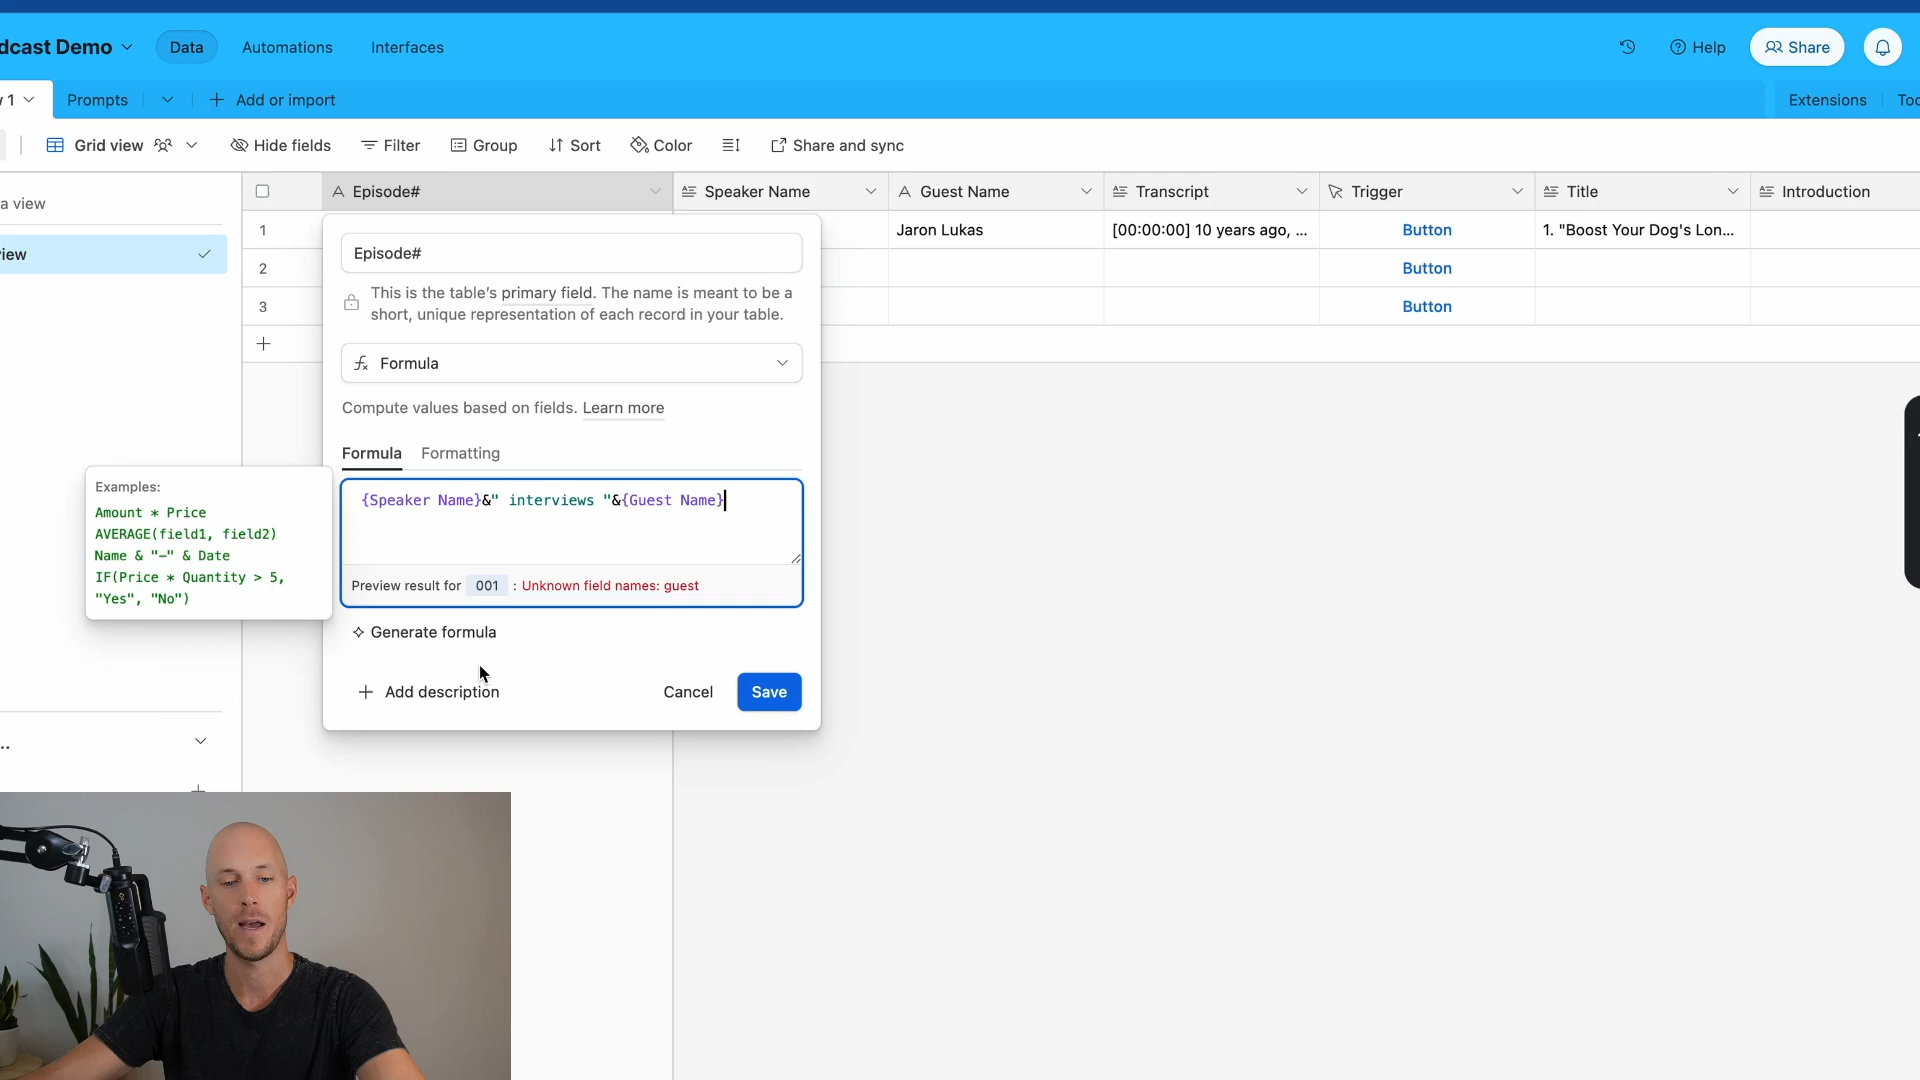 dcast Demo Data Automations Interfaces Help Share
1 Prompts Add or import Extensions
Grid view Hide fields Filter Group Sort Color Share and sync
a view
iew
Episode# Speaker Name Guest Name Transcript Trigger Title Introduction
1 Jaron Lukas [00:00:00] 10 years ago, ... Button 1. "Boost Your Dog's Lon...
2 Button
3 Button
Episode#
This is the table's primary field. The name is meant to be a
short, unique representation of each record in your table.
Formula
Compute values based on fields. Learn more
Formula Formatting
{Speaker Name}&" interviews "&{Guest Name}
Preview result for 001 : Unknown field names: guest
Generate formula
Add description Cancel Save
Examples:
Amount * Price
AVERAGE(field1, field2)
Name & "-" & Date
IF(Price * Quantity > 5,
"Yes", "No")
..